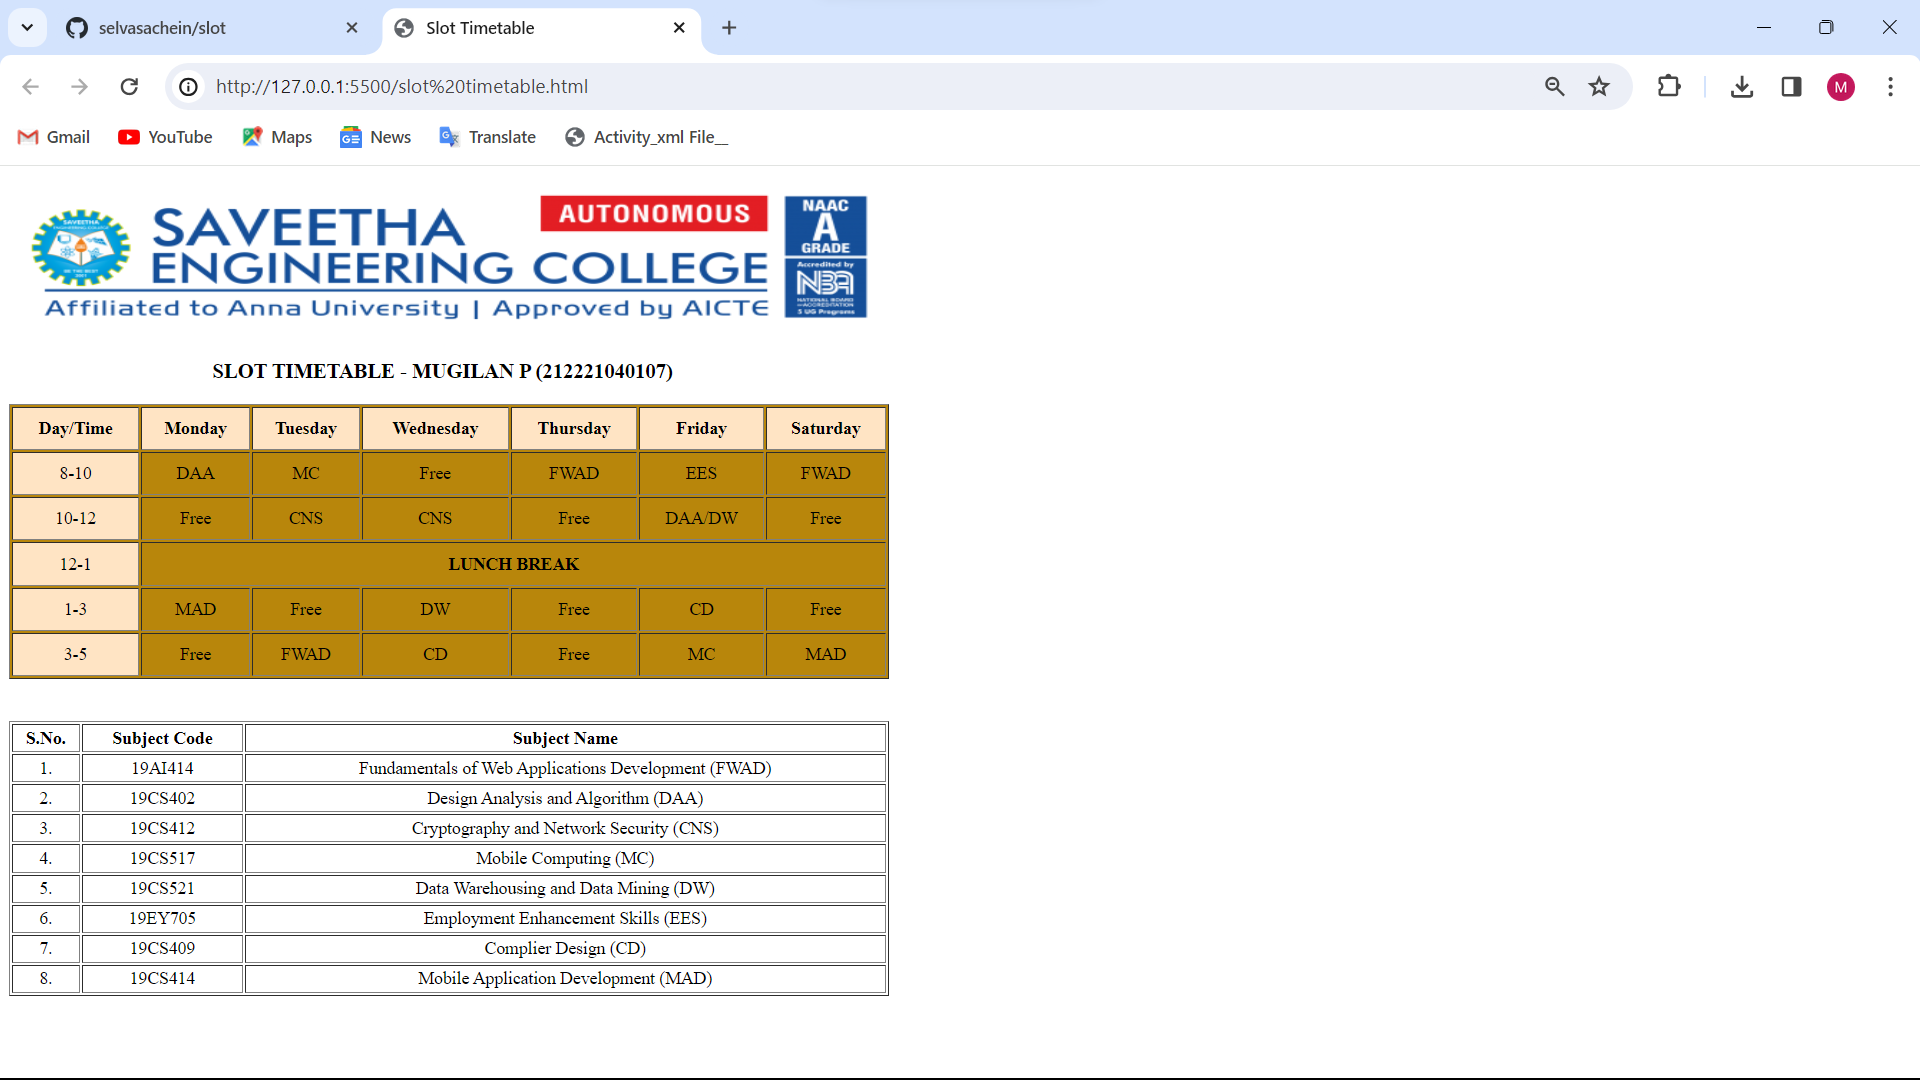 selvasachein/slot
Slot Timetable
http://127.0.0.1:5500/slot%20timetable.html
M
Gmail YouTube Maps News Translate Activity_xml File__
SAVEETHA
ENGINEERING COLLEGE
AUTONOMOUS
Affiliated to Anna University | Approved by AICTE
NAAC
A
GRADE
Accredited by
NBA
NATIONAL BOARD
ACCREDITATION
5 UG Programs
SLOT TIMETABLE - MUGILAN P (212221040107)
Day/Time Monday Tuesday Wednesday Thursday Friday Saturday
8-10 DAA MC Free FWAD EES FWAD
10-12 Free CNS CNS Free DAA/DW Free
12-1 LUNCH BREAK
1-3 MAD Free DW Free CD Free
3-5 Free FWAD CD Free MC MAD
S.No. Subject Code Subject Name
1. 19AI414 Fundamentals of Web Applications Development (FWAD)
2. 19CS402 Design Analysis and Algorithm (DAA)
3. 19CS412 Cryptography and Network Security (CNS)
4. 19CS517 Mobile Computing (MC)
5. 19CS521 Data Warehousing and Data Mining (DW)
6. 19EY705 Employment Enhancement Skills (EES)
7. 19CS409 Complier Design (CD)
8. 19CS414 Mobile Application Development (MAD)